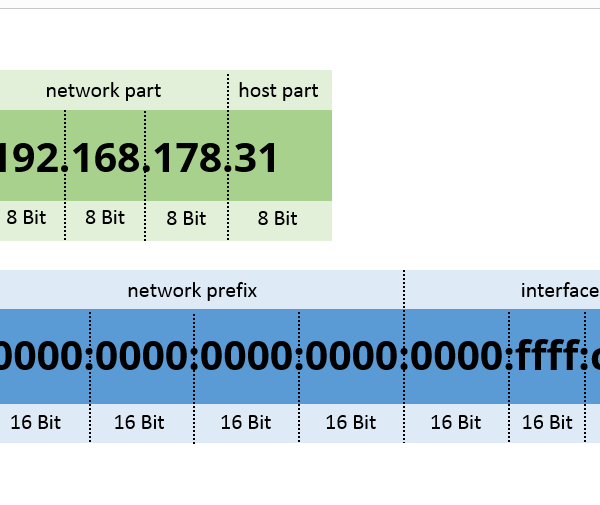 network part host part
192.168.178.31
8 Bit 8 Bit 8 Bit 8 Bit
network prefix interface
0000:0000:0000:0000:0000:ffff:
16 Bit 16 Bit 16 Bit 16 Bit 16 Bit 16 Bit